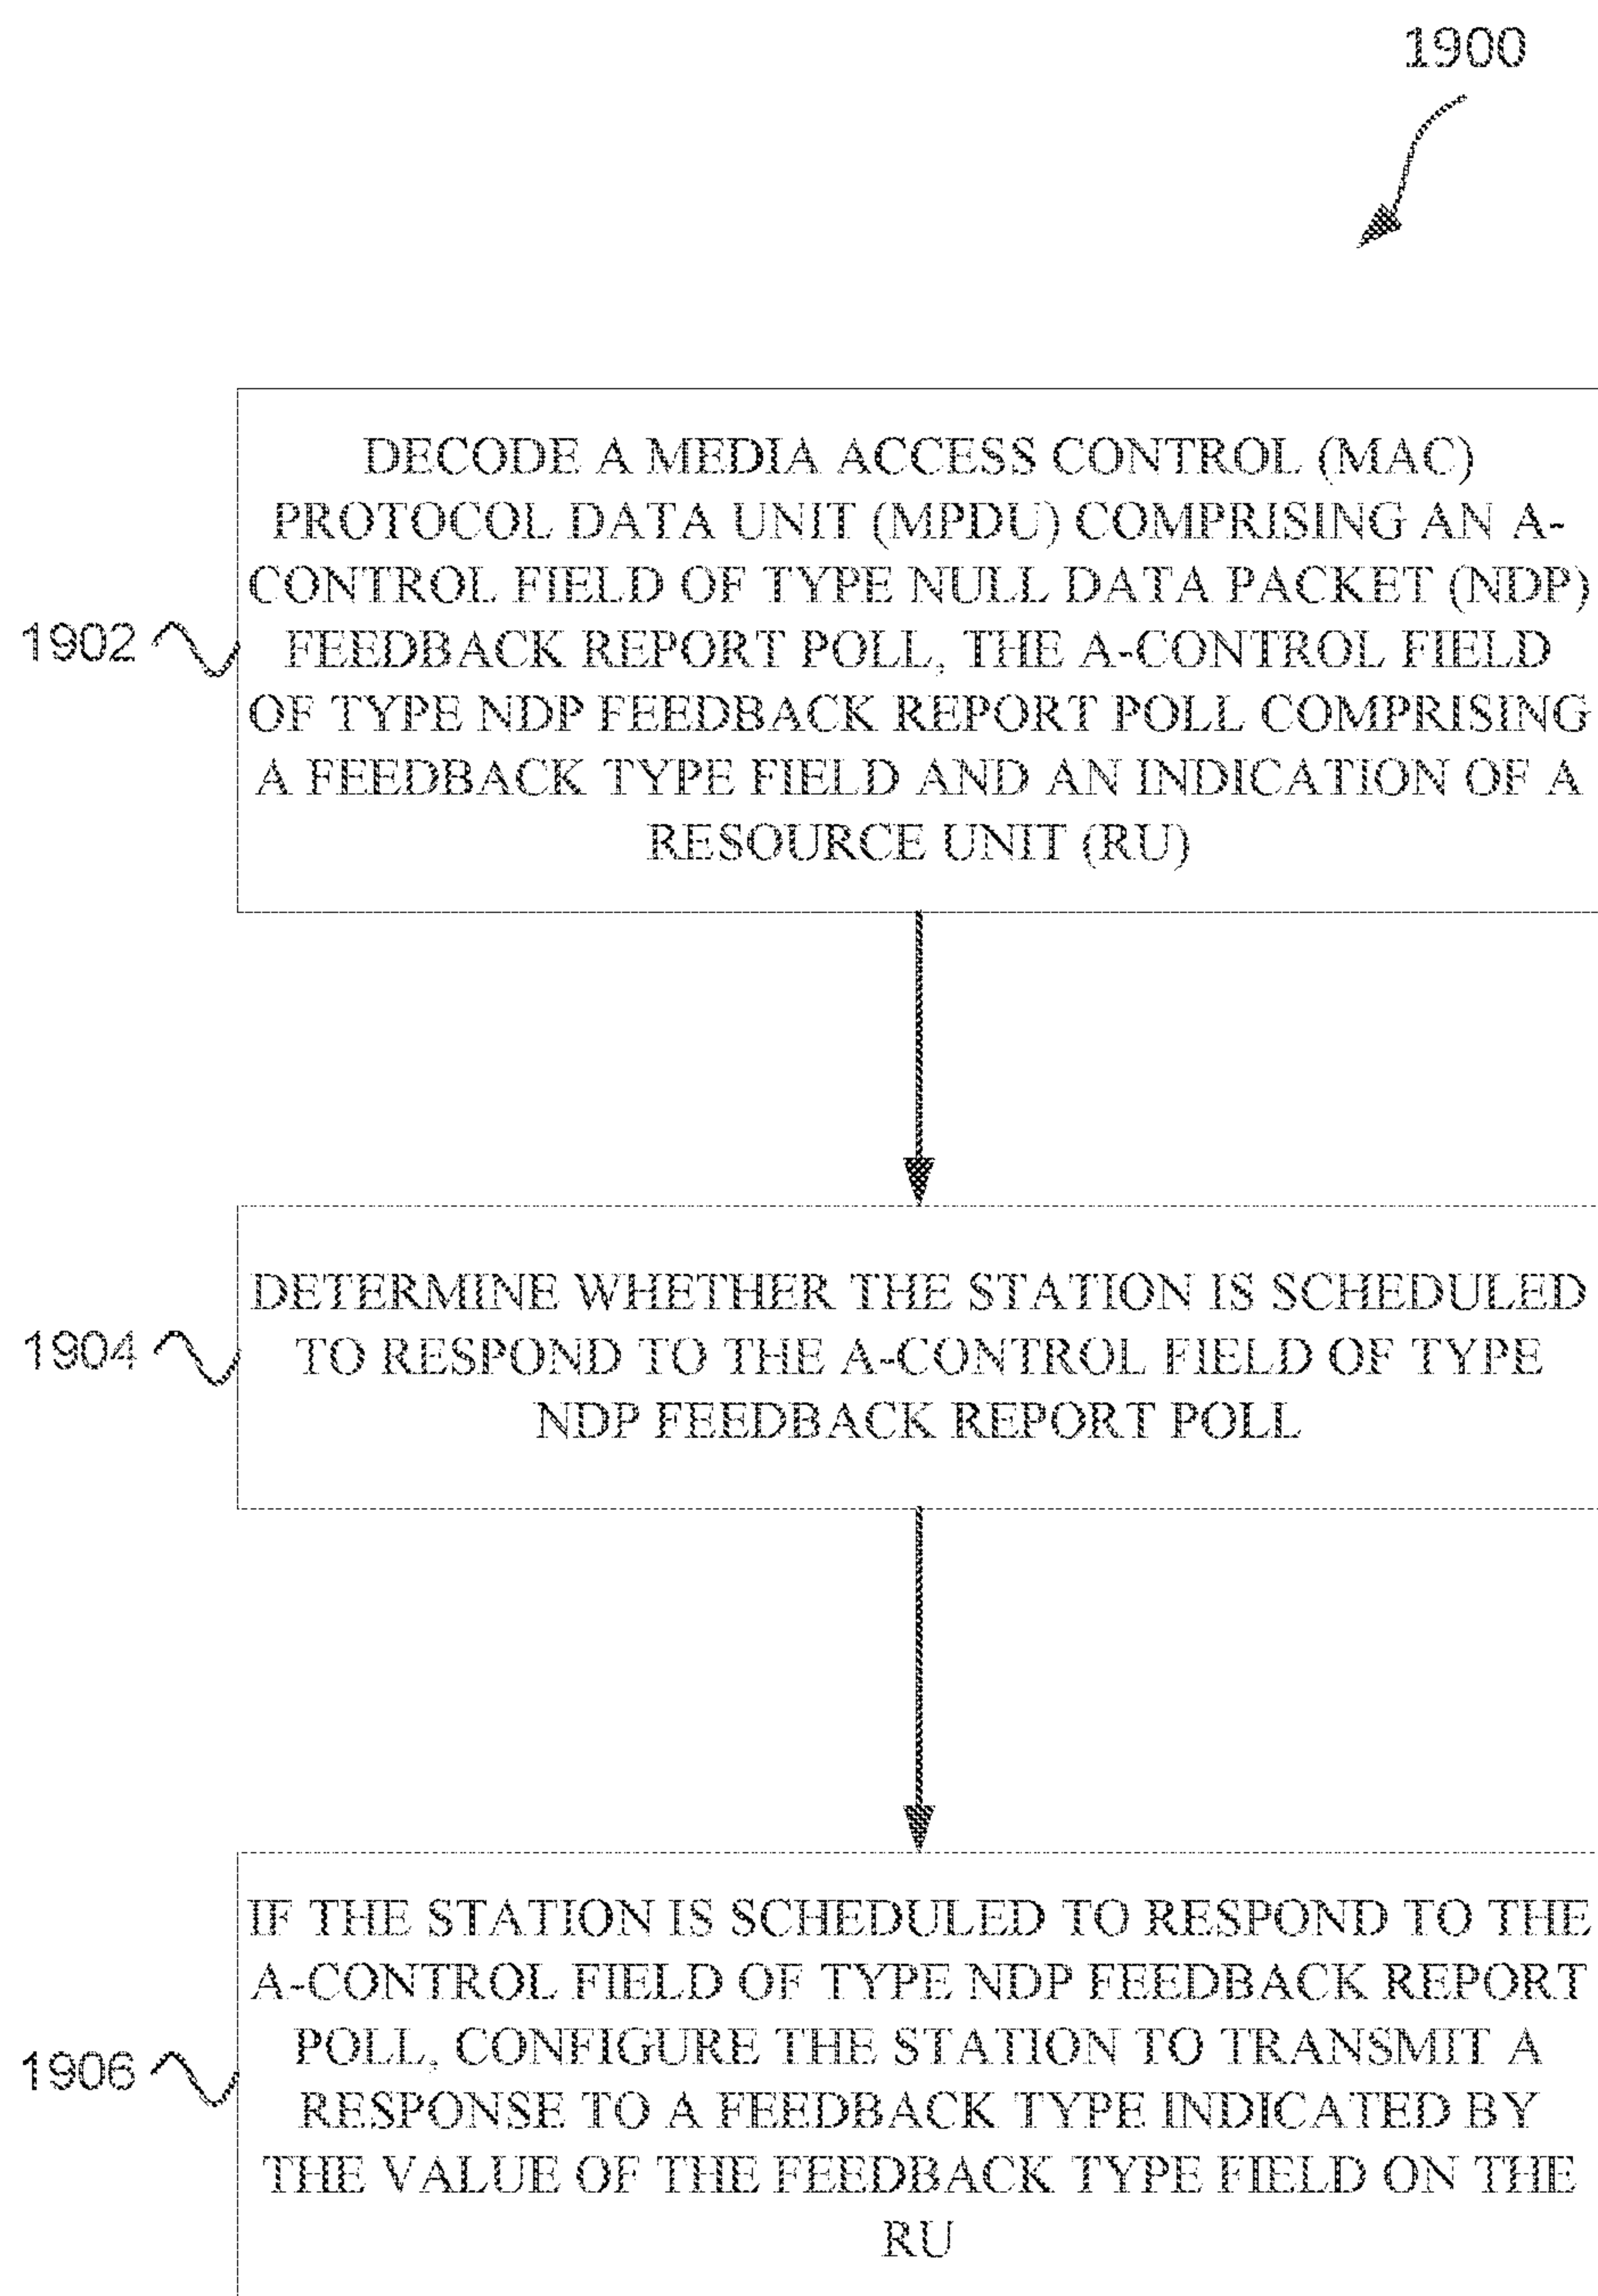 1900
DECODE A MEDIA ACCESS CONTROL (MAC)
PROTOCOL DATA UNIT (MPDU) COMPRISING AN A-
CONTROL FIELD OF TYPE NULL DATA PACKET (NDP)
FEEDBACK REPORT POLL, THE A-CONTROL FIELD
OF TYPE NDP FEEDBACK REPORT POLL COMPRISING
A FEEDBACK TYPE FIELD AND AN INDICATION OF A
RESOURCE UNIT (RU)
1902
DETERMINE WHETHER THE STATION IS SCHEDULED
TO RESPOND TO THE A-CONTROL FIELD OF TYPE
NDP FEEDBACK REPORT POLL
1904
IF THE STATION IS SCHEDULED TO RESPOND TO THE
A-CONTROL FIELD OF TYPE NDP FEEDBACK REPORT
POLL, CONFIGURE THE STATION TO TRANSMIT A
RESPONSE TO A FEEDBACK TYPE INDICATED BY
THE VALUE OF THE FEEDBACK TYPE FIELD ON THE
RU
1906